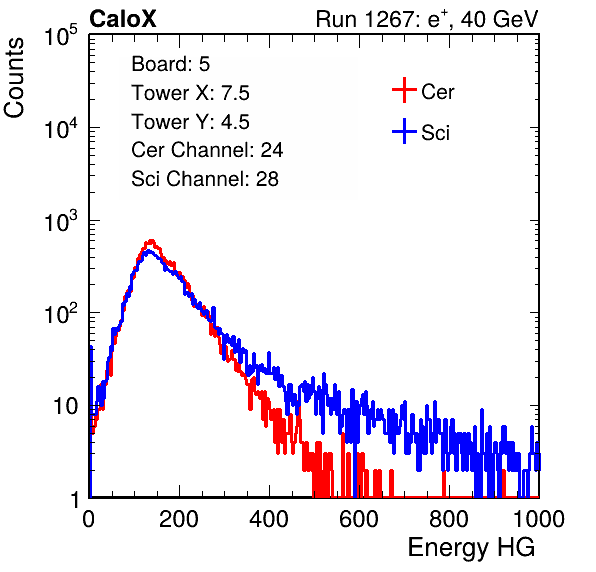 CaloX Run 1267: e⁺, 40 GeV
Counts
Board: 5
Tower X: 7.5
Tower Y: 4.5
Cer Channel: 24
Sci Channel: 28
Cer
Sci
10⁵
10⁴
10³
10²
10
1
0 200 400 600 800 1000
Energy HG